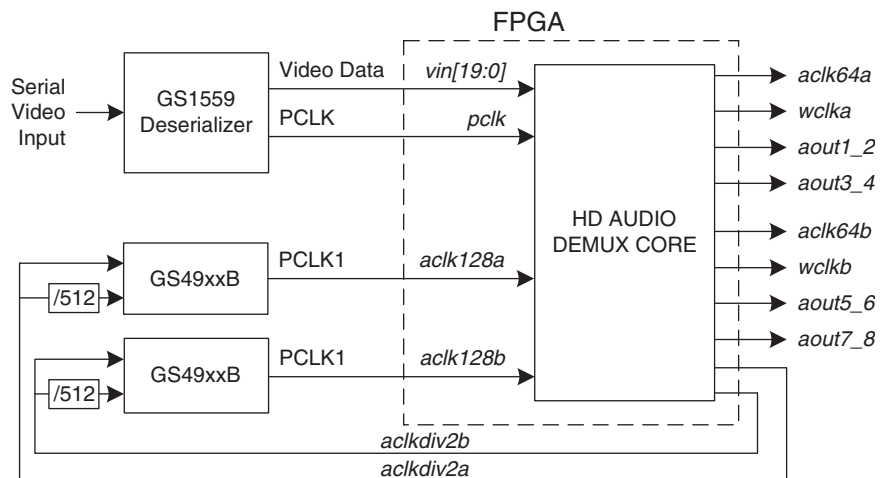 FPGA
Serial
Video
Input
GS1559
Deserializer
Video Data
vin[19:0]
PCLK
pclk
HD AUDIO
DEMUX CORE
aclk64a
wclka
aout1_2
aout3_4
aclk64b
wclkb
aout5_6
aout7_8
/512
GS49xxB
PCLK1
aclk128a
/512
GS49xxB
PCLK1
aclk128b
aclkdiv2b
aclkdiv2a